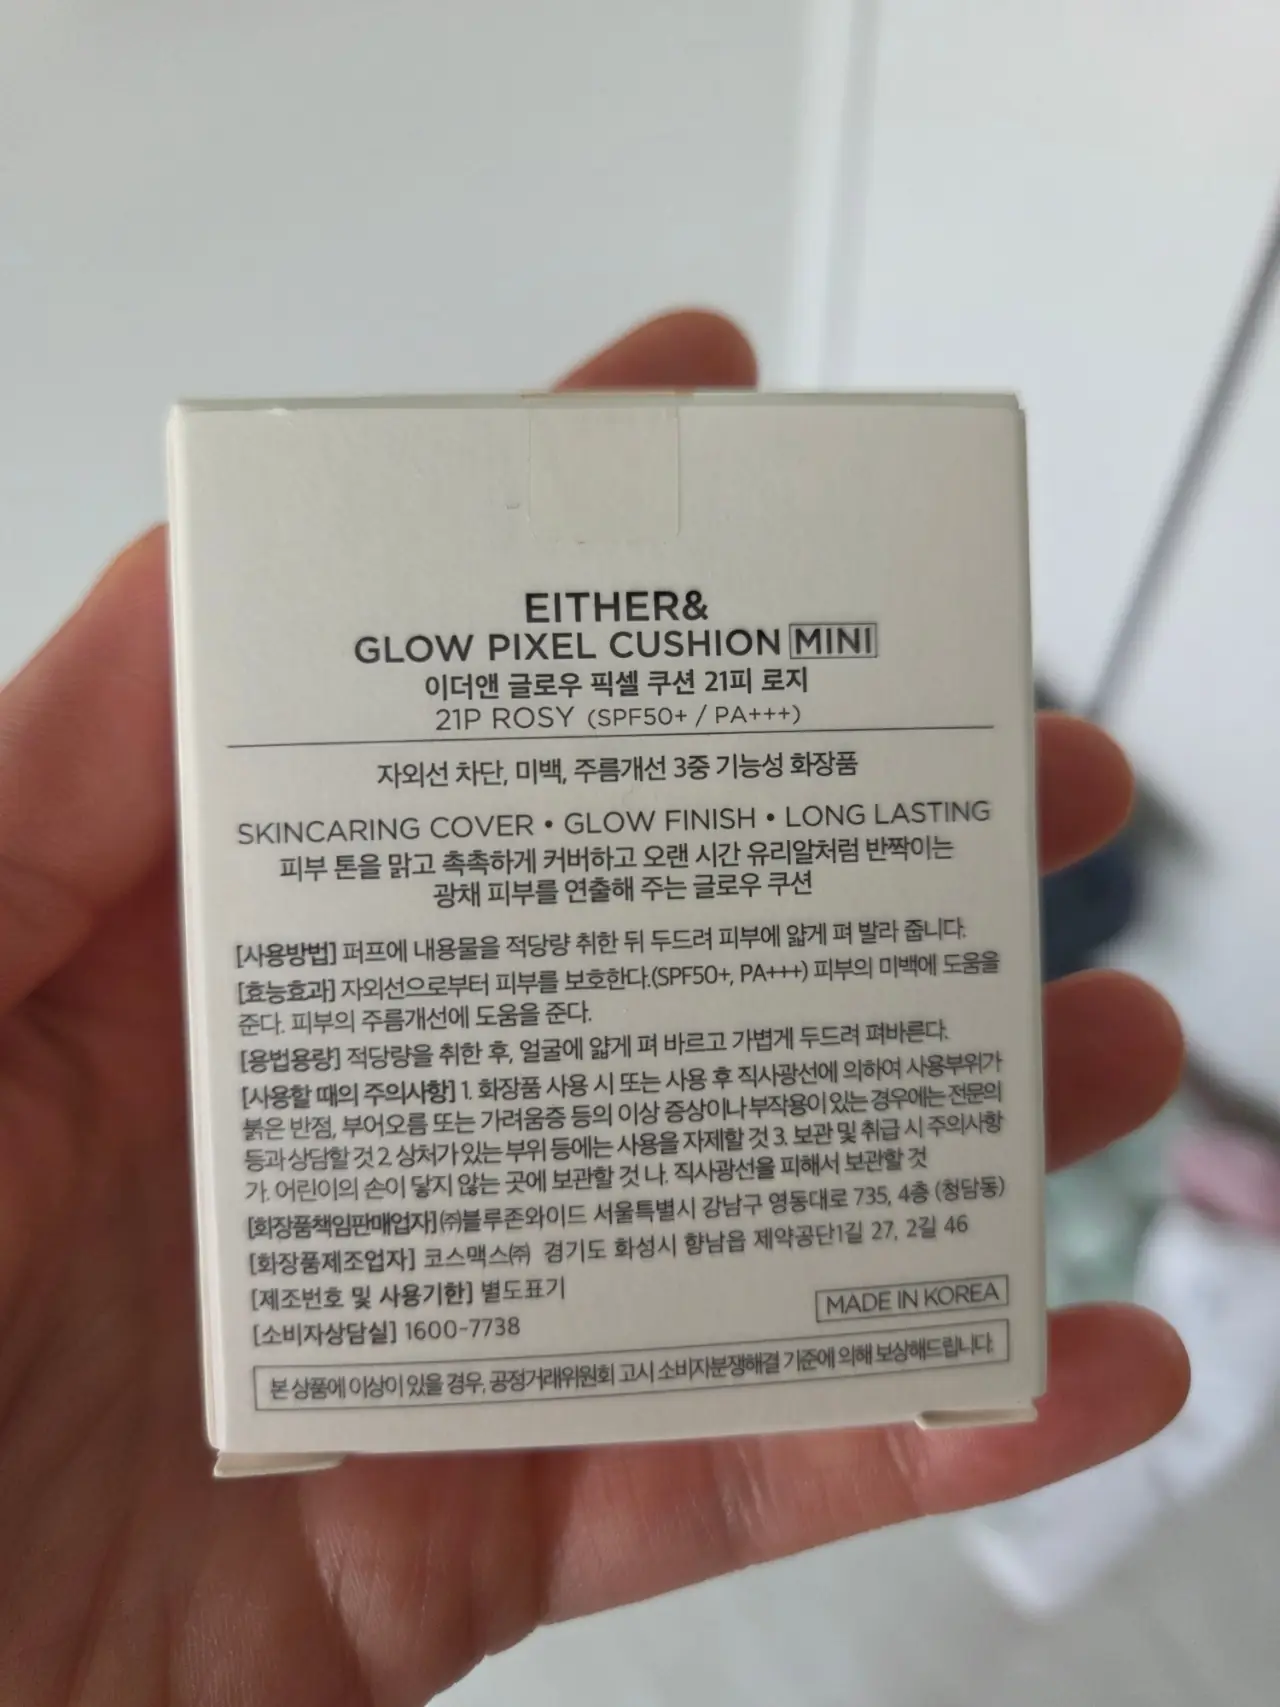 EITHER&
GLOW PIXEL CUSHION MINI
이더앤 글로우 픽셀 쿠션 21피 로지
21P ROSY (SPF50+ / PA+++)
자외선 차단, 미백, 주름개선 3중 기능성 화장품
SKINCARING COVER • GLOW FINISH • LONG LASTING
피부 톤을 맑고 촉촉하게 커버하고 오랜 시간 유리알처럼 반짝이는
광채 피부를 연출해 주는 글로우 쿠션
[사용방법] 퍼프에 내용물을 적당량 취한 뒤 두드려 피부에 얇게 펴 발라 줍니다.
[효능효과] 자외선으로부터 피부를 보호한다.(SPF50+, PA+++) 피부의 미백에 도움을
준다. 피부의 주름개선에 도움을 준다.
[용법용량] 적당량을 취한 후, 얼굴에 얇게 펴 바르고 가볍게 두드려 펴바른다.
[사용할 때의 주의사항] 1. 화장품 사용 시 또는 사용 후 직사광선에 의하여 사용부위가
붉은 반점, 부어오름 또는 가려움증 등의 이상 증상이나 부작용이 있는 경우에는 전문의
등과 상담할 것 2. 상처가 있는 부위 등에는 사용을 자제할 것 3. 보관 및 취급 시 주의사항
가. 어린이의 손이 닿지 않는 곳에 보관할 것 나. 직사광선을 피해서 보관할 것
[화장품책임판매업자] ㈜블루존와이드 서울특별시 강남구 영동대로 735, 4층 (청담동)
[화장품제조업자] 코스맥스㈜ 경기도 화성시 향남읍 제약공단1길 27, 2길 46
[제조번호 및 사용기한] 별도표기
[소비자상담실] 1600-7738
MADE IN KOREA
본 상품에 이상이 있을 경우, 공정거래위원회 고시 소비자분쟁해결 기준에 의해 보상해드립니다.